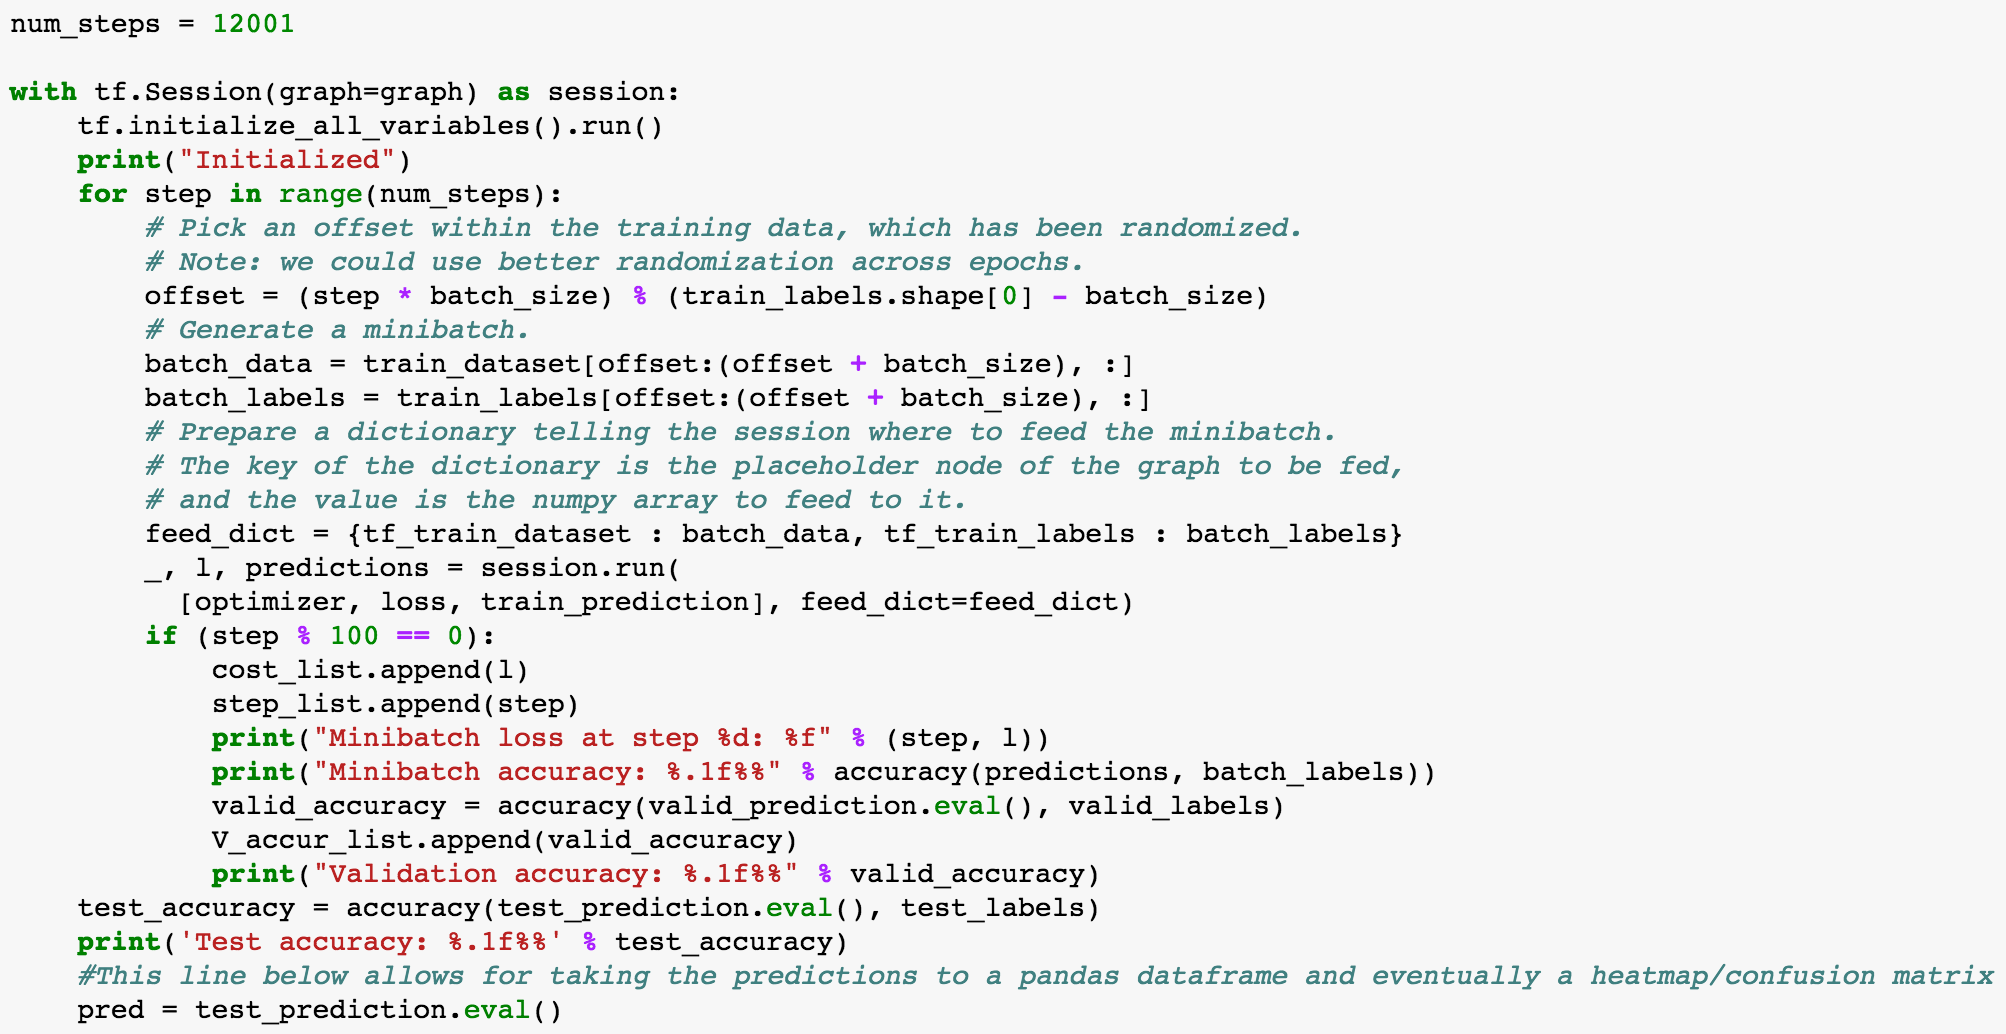 num_steps = 12001
with tf.Session(graph=graph) as session:
    tf.initialize_all_variables().run()
    print("Initialized")
    for step in range(num_steps):
        # Pick an offset within the training data, which has been randomized.
        # Note: we could use better randomization across epochs.
        offset = (step * batch_size) % (train_labels.shape[0] - batch_size)
        # Generate a minibatch.
        batch_data = train_dataset[offset:(offset + batch_size), :]
        batch_labels = train_labels[offset:(offset + batch_size), :]
        # Prepare a dictionary telling the session where to feed the minibatch.
        # The key of the dictionary is the placeholder node of the graph to be fed,
        # and the value is the numpy array to feed to it.
        feed_dict = {tf_train_dataset : batch_data, tf_train_labels : batch_labels}
        _, l, predictions = session.run(
          [optimizer, loss, train_prediction], feed_dict=feed_dict)
        if (step % 100 == 0):
            cost_list.append(l)
            step_list.append(step)
            print("Minibatch loss at step %d: %f" % (step, l))
            print("Minibatch accuracy: %.1f%%" % accuracy(predictions, batch_labels))
            valid_accuracy = accuracy(valid_prediction.eval(), valid_labels)
            V_accur_list.append(valid_accuracy)
            print("Validation accuracy: %.1f%%" % valid_accuracy)
    test_accuracy = accuracy(test_prediction.eval(), test_labels)
    print('Test accuracy: %.1f%%' % test_accuracy)
    #This line below allows for taking the predictions to a pandas dataframe and eventually a heatmap/confusion matrix
    pred = test_prediction.eval()